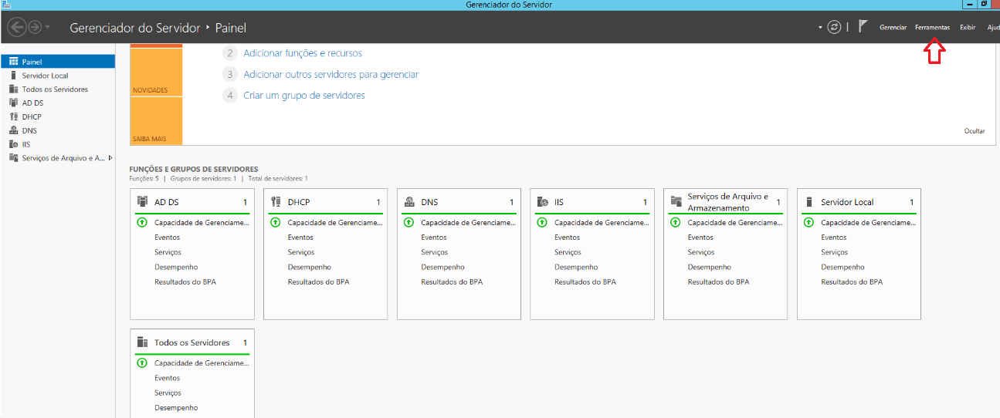 Gerenciador do Servidor
Gerenciador do Servidor ‣ Painel
Gerenciar Ferramentas Exibir Ajud
Painel
Servidor Local
Todos os Servidores
AD DS
DHCP
DNS
IIS
Serviços de Arquivo e A...
NOVIDADES
SAIBA MAIS
2 Adicionar funções e recursos
3 Adicionar outros servidores para gerenciar
4 Criar um grupo de servidores
Ocultar
FUNÇÕES E GRUPOS DE SERVIDORES
Funções: 5 | Grupos de servidores: 1 | Total de servidores: 1
AD DS 1
Capacidade de Gerenciame...
Eventos
Serviços
Desempenho
Resultados do BPA
DHCP 1
Capacidade de Gerenciame...
Eventos
Serviços
Desempenho
Resultados do BPA
DNS 1
Capacidade de Gerenciame...
Eventos
Serviços
Desempenho
Resultados do BPA
IIS 1
Capacidade de Gerenciame...
Eventos
Serviços
Desempenho
Resultados do BPA
Serviços de Arquivo e
Armazenamento 1
Capacidade de Gerenciame...
Eventos
Serviços
Desempenho
Resultados do BPA
Servidor Local 1
Capacidade de Gerenciame...
Eventos
Serviços
Desempenho
Resultados do BPA
Todos os Servidores 1
Capacidade de Gerenciame...
Eventos
Serviços
Desempenho